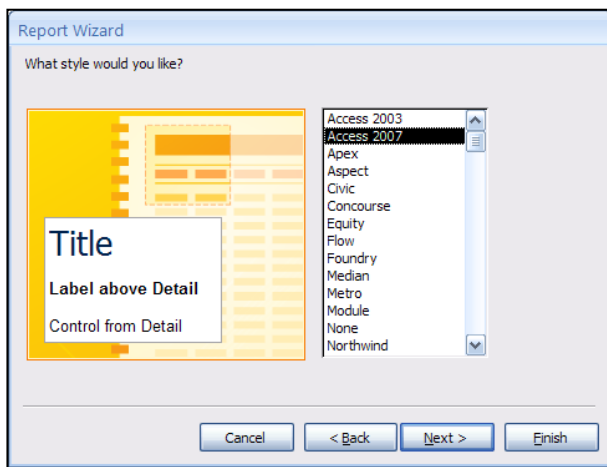 Report Wizard
What style would you like?
Title
Label above Detail
Control from Detail
Access 2003
Access 2007
Apex
Aspect
Civic
Concourse
Equity
Flow
Foundry
Median
Metro
Module
None
Northwind
Cancel
< Back
Next >
Finish